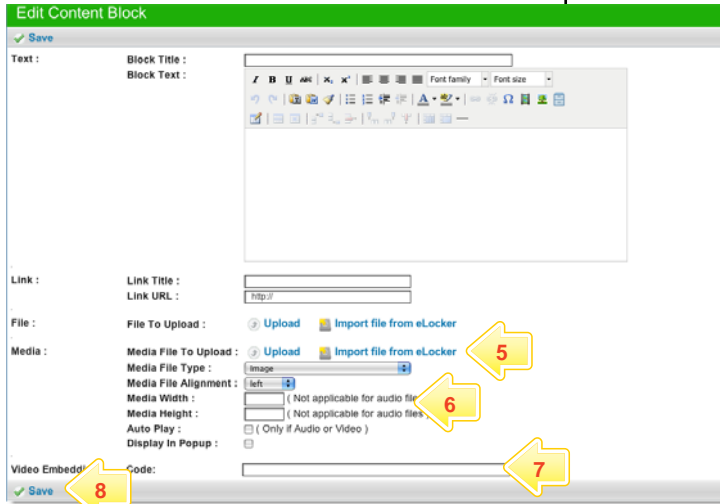 Edit Content Block
Save
Text : Block Title :
Block Text :
I B U ABC x, x' Font family Font size
A Ω
Link : Link Title :
Link URL : http://
File : File To Upload : Upload Import file from eLocker
Media : Media File To Upload : Upload Import file from eLocker 5
Media File Type : Image
Media File Alignment : left
Media Width : ( Not applicable for audio 6
Media Height : ( Not applicable for audio files
Auto Play : ( Only if Audio or Video )
Display In Popup :
Video Code: 7
Save 8